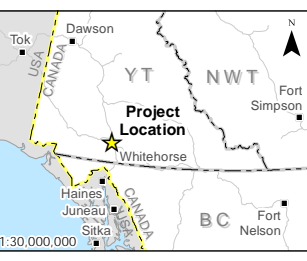 N
Dawson
Tok
USA
CANADA
YT
NWT
Fort
Simpson
Project
Location
Whitehorse
Haines
Juneau
Sitka
USA
CANADA
BC
Fort
Nelson
1:30,000,000